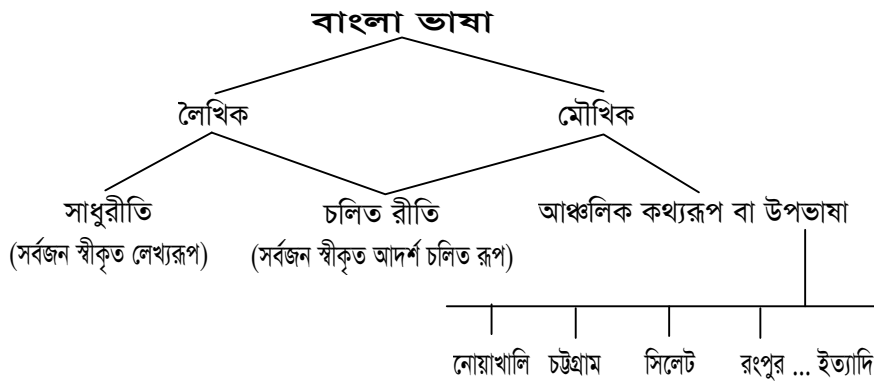 বাংলা ভাষা
লৈখিক মৌখিক
সাধুরীতি চলিত রীতি আঞ্চলিক কথ্যরূপ বা উপভাষা
(সর্বজন স্বীকৃত লেখ্যরূপ) (সর্বজন স্বীকৃত আদর্শ চলিত রূপ)
নোয়াখালি চট্টগ্রাম সিলেট রংপুর ... ইত্যাদি